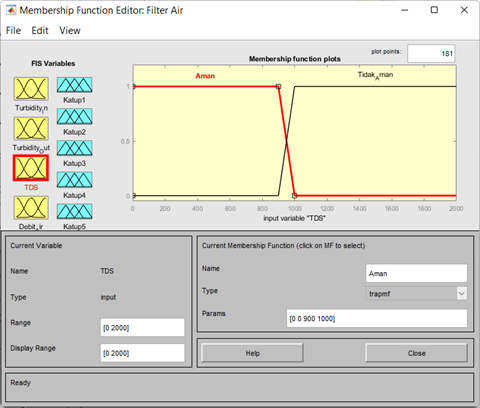 Membership Function Editor: Filter Air
File Edit View
FIS Variables
Turbidity_In
Turbidity_Out
TDS
Debit_Air
Katup1
Katup2
Katup3
Katup4
Katup5
Membership function plots
plot points:
181
Aman
Tidak_Aman
1
0.5
0
0 200 400 600 800 1000 1200 1400 1600 1800 2000
input variable "TDS"
Current Variable
Name TDS
Type input
Range [0 2000]
Display Range [0 2000]
Current Membership Function (click on MF to select)
Name Aman
Type trapmf
Params [0 0 900 1000]
Help Close
Ready